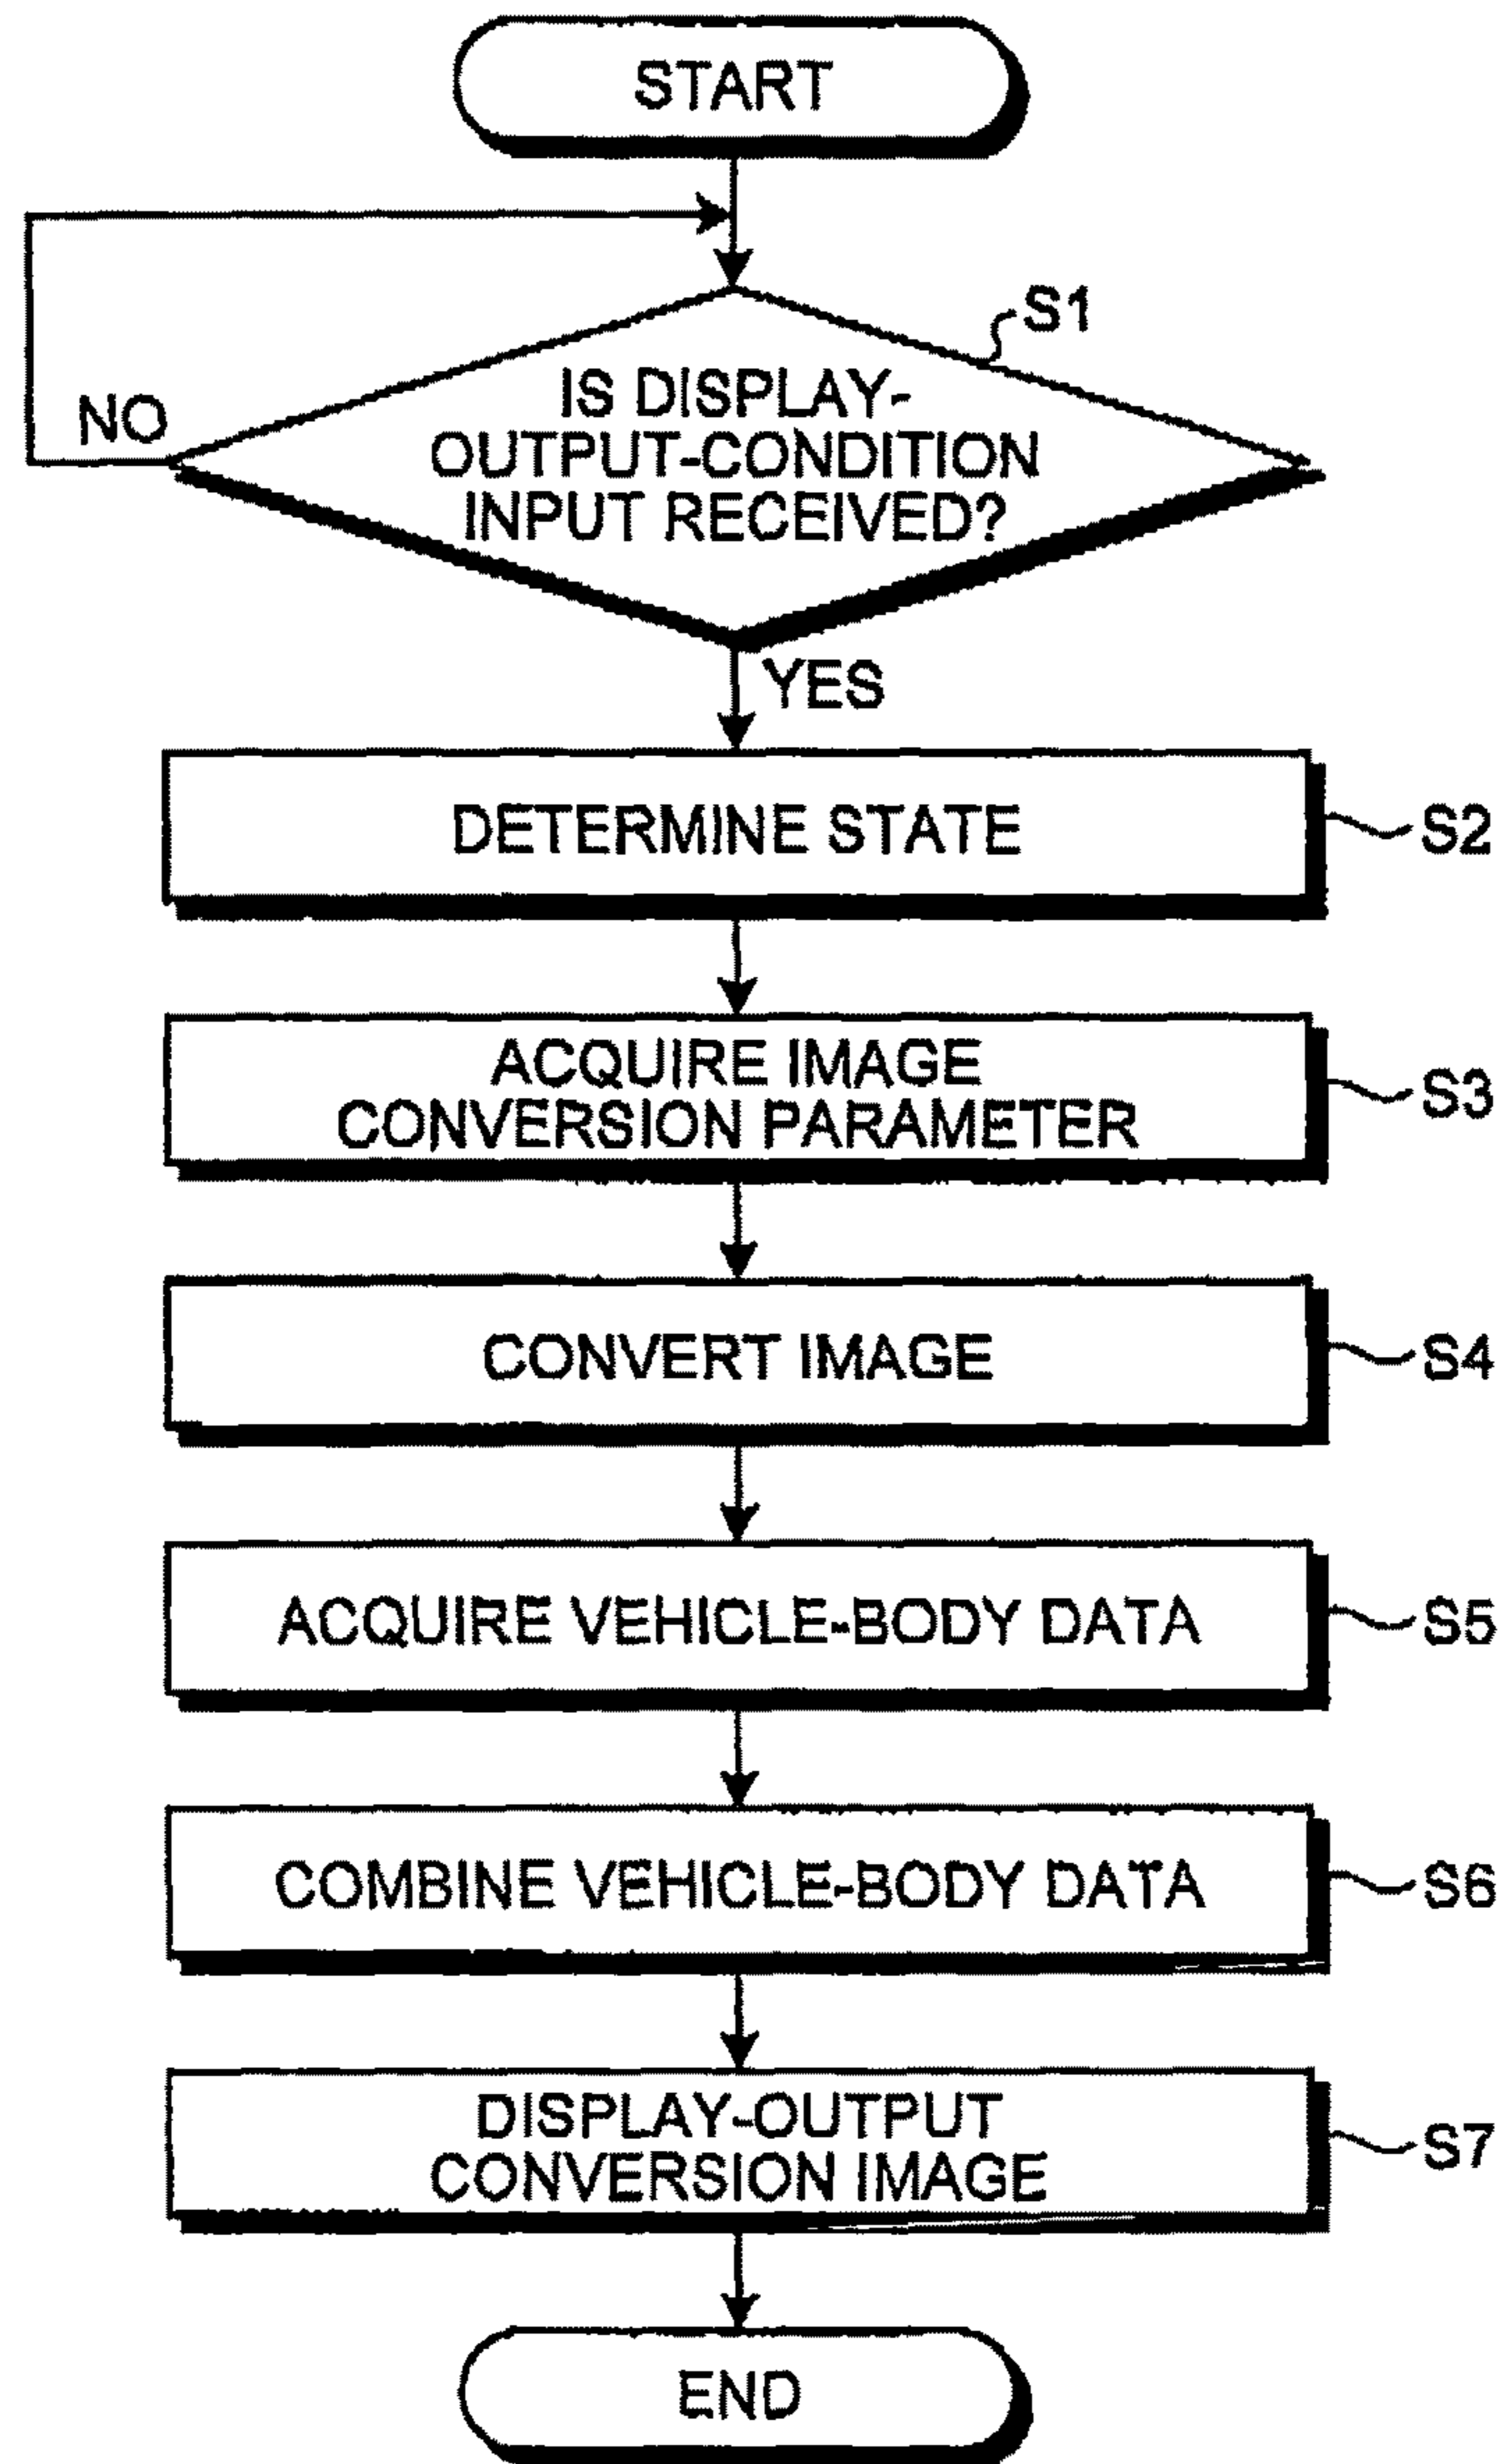 START
S1
IS DISPLAY-
OUTPUT-CONDITION
INPUT RECEIVED?
NO
YES
DETERMINE STATE
S2
ACQUIRE IMAGE
CONVERSION PARAMETER
S3
CONVERT IMAGE
S4
ACQUIRE VEHICLE-BODY DATA
S5
COMBINE VEHICLE-BODY DATA
S6
DISPLAY-OUTPUT
CONVERSION IMAGE
S7
END